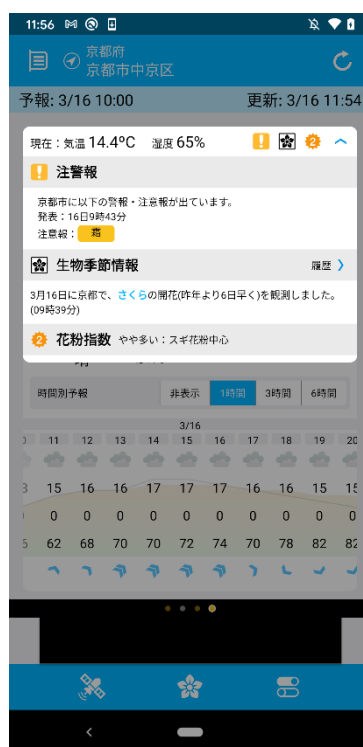 11:56
京都府
京都市中京区
予報: 3/16 10:00 更新: 3/16 11:54
現在：気温 14.4ºC 湿度 65%
注警報
京都市に以下の警報・注意報が出ています。
発表：16日9時43分
注意報： 霜
生物季節情報 履歴 》
3月16日に京都で、さくらの開花(昨年より6日早く)を観測しました。
(09時39分)
2 花粉指数 やや多い：スギ花粉中心
時間別予報 非表示 1時間 3時間 6時間
3/16
11 12 13 14 15 16 17 18 19 20
15 16 16 17 17 17 16 16 15 15
0 0 0 0 0 0 0 0 0 0
62 68 70 70 72 74 70 78 82 82